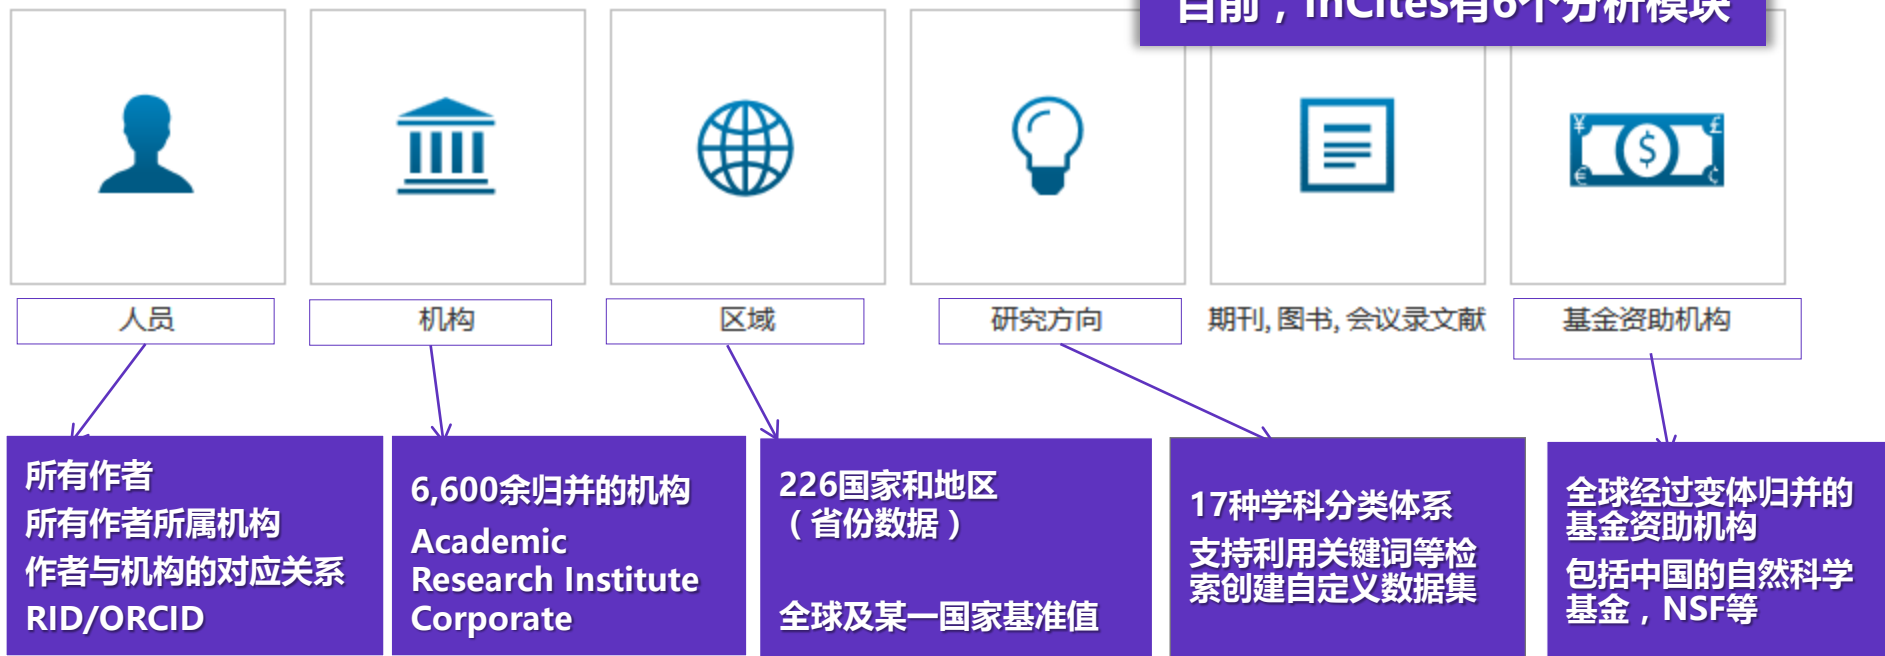 目前，InCites有6个分析模块
人员
机构
区域
研究方向
期刊, 图书, 会议录文献
基金资助机构
所有作者
所有作者所属机构
作者与机构的对应关系
RID/ORCID
6,600余归并的机构
Academic
Research Institute
Corporate
226国家和地区
（省份数据）
全球及某一国家基准值
17种学科分类体系
支持利用关键词等检
索创建自定义数据集
全球经过变体归并的
基金资助机构
包括中国的自然科学
基金，NSF等